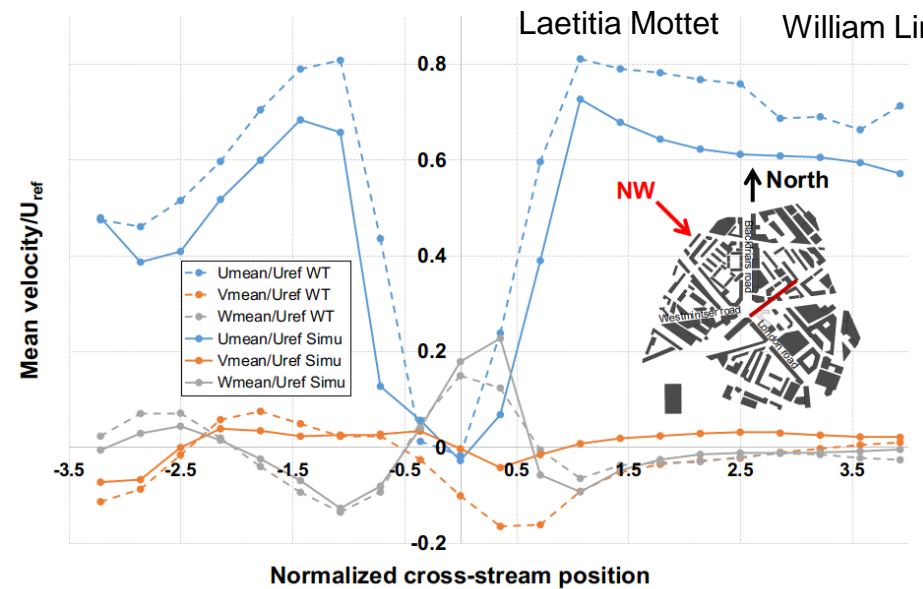 Laetitia Mottet
William Lin
0.8
0.6
0.4
0.2
0
-0.2
-3.5
-2.5
-1.5
-0.5
0.5
1.5
2.5
3.5
Mean velocity/Uref
Normalized cross-stream position
Umean/Uref WT
Vmean/Uref WT
Wmean/Uref WT
Umean/Uref Simu
Vmean/Uref Simu
Wmean/Uref Simu
NW
North
Blackfriars road
Westmintser road
London road